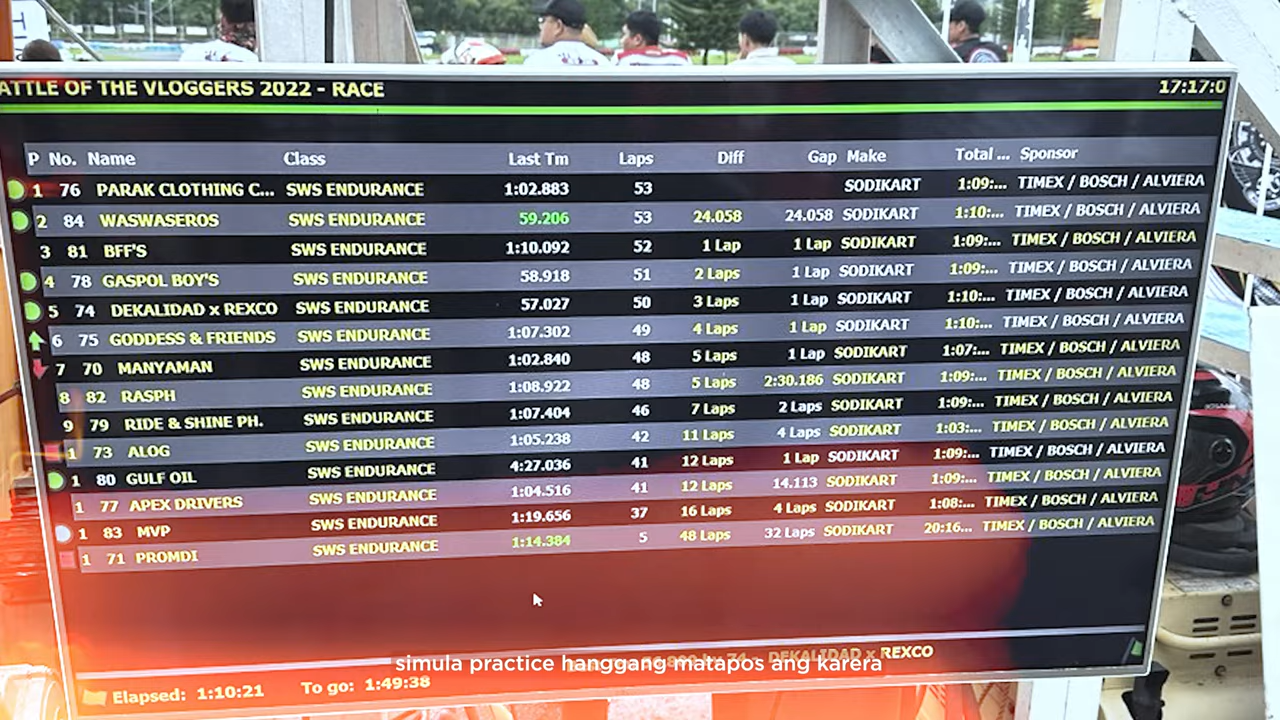 H
ATTLE OF THE VLOGGERS 2022 - RACE 17:17:0
P No. Name Class Last Tm Laps Diff Gap Make Total ... Sponsor
1 76 PARAK CLOTHING C... SWS ENDURANCE 1:02.883 53 SODIKART 1:09:... TIMEX / BOSCH / ALVIERA
2 84 WASWASEROS SWS ENDURANCE 59.206 53 24.058 24.058 SODIKART 1:10:... TIMEX / BOSCH / ALVIERA
3 81 BFF'S SWS ENDURANCE 1:10.092 52 1 Lap 1 Lap SODIKART 1:09:... TIMEX / BOSCH / ALVIERA
4 78 GASPOL BOY'S SWS ENDURANCE 58.918 51 2 Laps 1 Lap SODIKART 1:09:... TIMEX / BOSCH / ALVIERA
5 74 DEKALIDAD x REXCO SWS ENDURANCE 57.027 50 3 Laps 1 Lap SODIKART 1:10:... TIMEX / BOSCH / ALVIERA
6 75 GODDESS & FRIENDS SWS ENDURANCE 1:07.302 49 4 Laps 1 Lap SODIKART 1:10:... TIMEX / BOSCH / ALVIERA
7 70 MANYAMAN SWS ENDURANCE 1:02.840 48 5 Laps 1 Lap SODIKART 1:07:... TIMEX / BOSCH / ALVIERA
8 82 RASPH SWS ENDURANCE 1:08.922 48 5 Laps 2:30.186 SODIKART 1:09:... TIMEX / BOSCH / ALVIERA
9 79 RIDE & SHINE PH. SWS ENDURANCE 1:07.404 46 7 Laps 2 Laps SODIKART 1:09:... TIMEX / BOSCH / ALVIERA
1 73 ALOG SWS ENDURANCE 1:05.238 42 11 Laps 4 Laps SODIKART 1:03:... TIMEX / BOSCH / ALVIERA
1 80 GULF OIL SWS ENDURANCE 4:27.036 41 12 Laps 1 Lap SODIKART 1:09:... TIMEX / BOSCH / ALVIERA
1 77 APEX DRIVERS SWS ENDURANCE 1:04.516 41 12 Laps 14.113 SODIKART 1:09:... TIMEX / BOSCH / ALVIERA
1 83 MVP SWS ENDURANCE 1:19.656 37 16 Laps 4 Laps SODIKART 1:08:... TIMEX / BOSCH / ALVIERA
1 71 PROMDI SWS ENDURANCE 1:14.384 5 48 Laps 32 Laps SODIKART 20:16... TIMEX / BOSCH / ALVIERA
DEKALIDAD x REXCO
simula practice hanggang matapos ang karera
Elapsed: 1:10:21 To go: 1:49:38